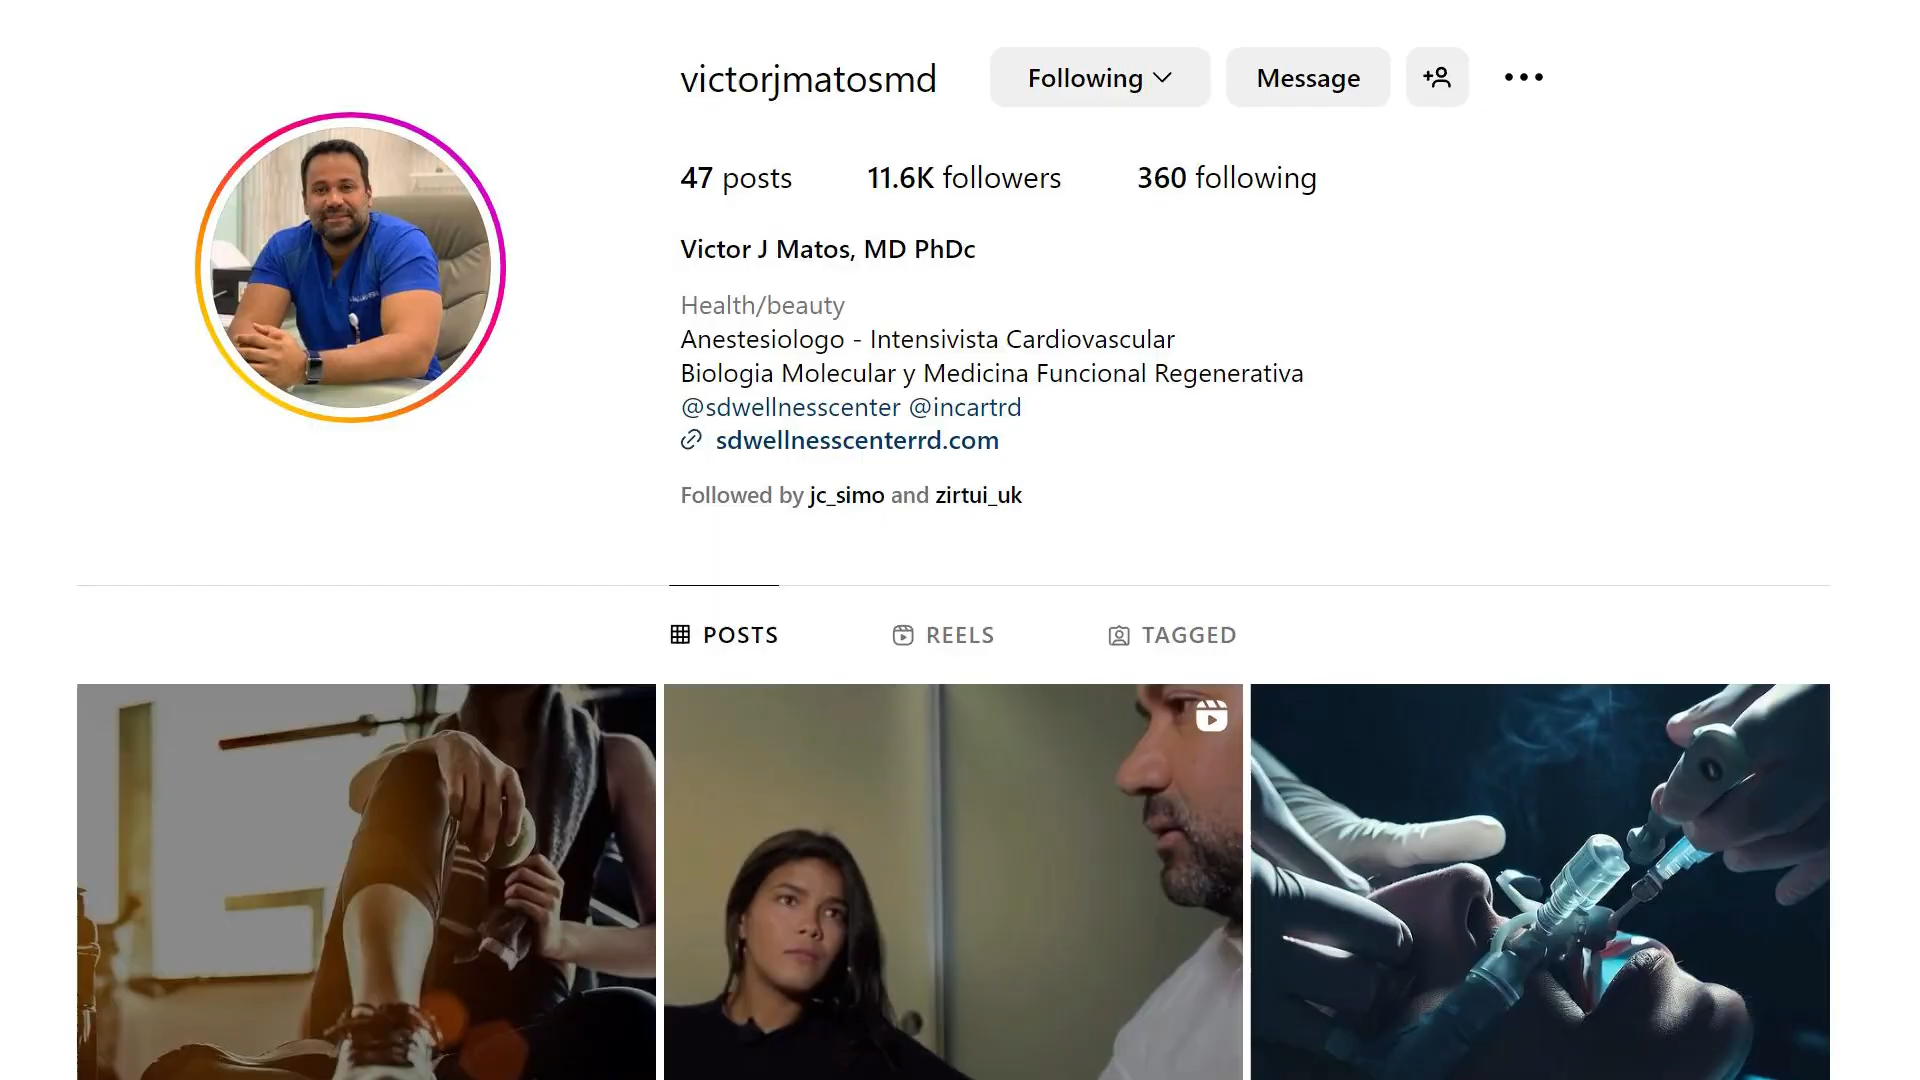 victorjmatosmd
Following
Message
47 posts
11.6K followers
360 following
Victor J Matos, MD PhDc
Health/beauty
Anestesiologo - Intensivista Cardiovascular
Biologia Molecular y Medicina Funcional Regenerativa
@sdwellnesscenter @incartrd
sdwellnesscenterrd.com
Followed by jc_simo and zirtui_uk
POSTS
REELS
TAGGED